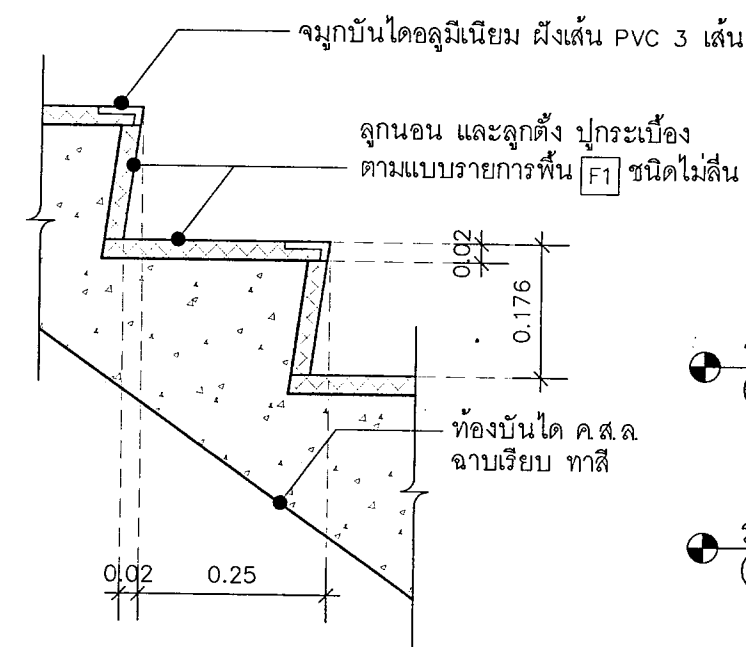 จมูกบันไดอลูมีเนียม ฝังเส้น PVC 3 เส้น
ลูกนอน และลูกตั้ง ปูกระเบื้อง
ตามแบบรายการพื้น F1 ชนิดไม่ลื่น
0.02
0.176
ท้องบันได ค.ส.ล.
ฉาบเรียบ ทาสี
0.02
0.25